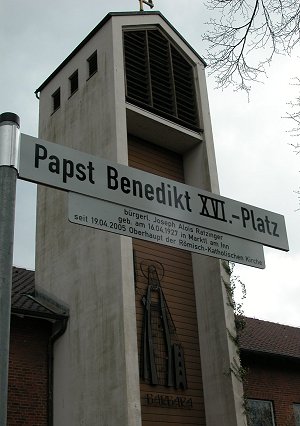 Papst Benedikt XVI.-Platz
bürgerl. Joseph Alois Ratzinger
geb. am 16.04.1927 in Marktl am Inn
seit 19.04.2005 Oberhaupt der Römisch-Katholischen Kirche
BARBARA